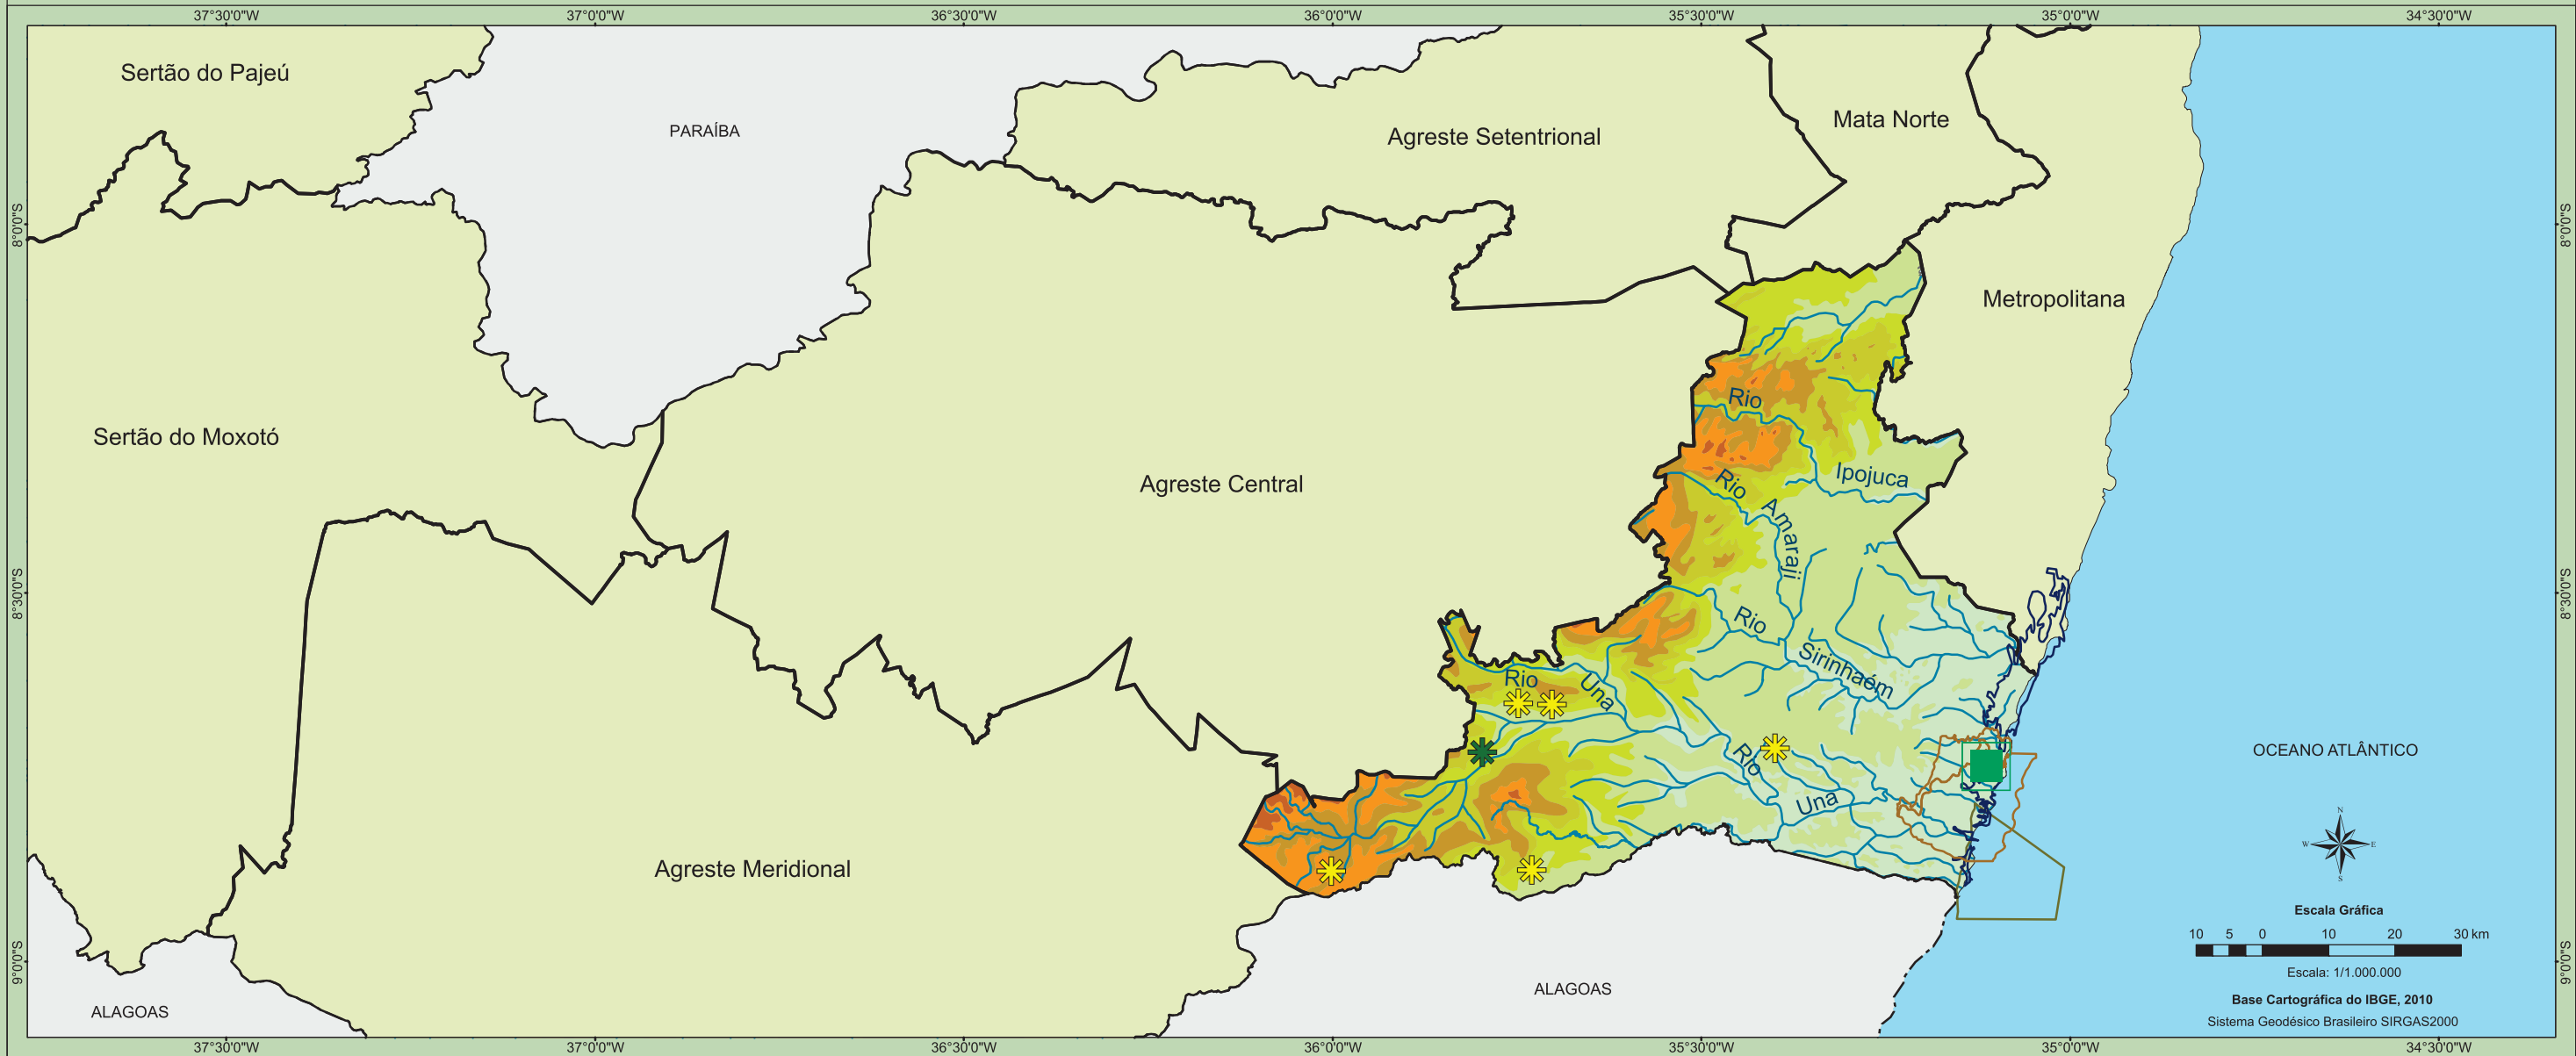 37°30'0"W 37°0'0"W 36°30'0"W 36°0'0"W 35°30'0"W 35°0'0"W 34°30'0"W
Sertão do Pajeú
PARAÍBA
Agreste Setentrional
Mata Norte
8°0'0"S
8°0'0"S
Metropolitana
Rio
Ipojuca
Sertão do Moxotó
Agreste Central
Rio Amaraji
8°30'0"S
8°30'0"S
Rio Sirinhaém
Rio Una
Rio Una
OCEANO ATLÂNTICO
N
W E
S
Agreste Meridional
Escala Gráfica
10 5 0 10 20 30 km
Escala: 1/1.000.000
9°0'0"S
9°0'0"S
ALAGOAS
ALAGOAS
Base Cartográfica do IBGE, 2010
Sistema Geodésico Brasileiro SIRGAS2000
37°30'0"W 37°0'0"W 36°30'0"W 36°0'0"W 35°30'0"W 35°0'0"W 34°30'0"W